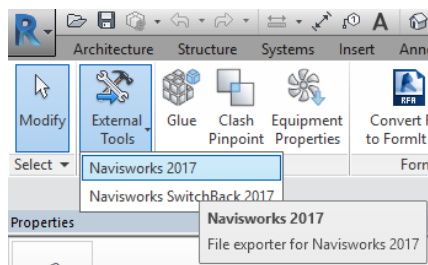 R A
Architecture Structure Systems Insert Ann
Modify External Tools Glue Clash Pinpoint Equipment Properties Convert to FormIt
RFA
Select Form
Navisworks 2017
Navisworks SwitchBack 2017
Properties
Navisworks 2017
File exporter for Navisworks 2017